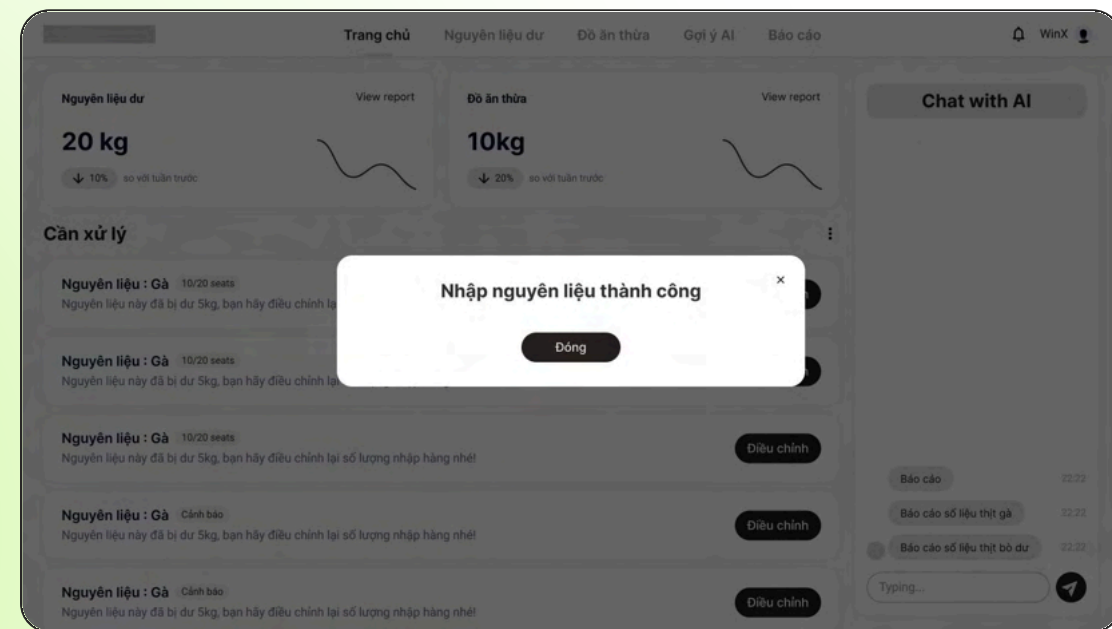 Trang chủ Nguyên liệu dư Đồ ăn thừa Gợi ý AI Báo cáo WinX
Nguyên liệu dư View report
20 kg
10% so với tuần trước
Đồ ăn thừa View report
10kg
20% so với tuần trước
Chat with AI
Cần xử lý
Nguyên liệu : Gà 10/20 seats
Nguyên liệu này đã bị dư 5kg, bạn hãy điều chỉnh
Nhập nguyên liệu thành công
×
Đóng
Nguyên liệu : Gà 10/20 seats
Nguyên liệu này đã bị dư 5kg, bạn hãy điều chỉnh lại
Nguyên liệu : Gà 10/20 seats
Nguyên liệu này đã bị dư 5kg, bạn hãy điều chỉnh lại số lượng nhập hàng nhé!
Điều chỉnh
Nguyên liệu : Gà Cảnh báo
Nguyên liệu này đã bị dư 5kg, bạn hãy điều chỉnh lại số lượng nhập hàng nhé!
Điều chỉnh
Nguyên liệu : Gà Cảnh báo
Nguyên liệu này đã bị dư 5kg, bạn hãy điều chỉnh lại số lượng nhập hàng nhé!
Điều chỉnh
Báo cáo 22:22
Báo cáo số liệu thịt gà 22:22
Báo cáo số liệu thịt bò dư 22:22
Typing...